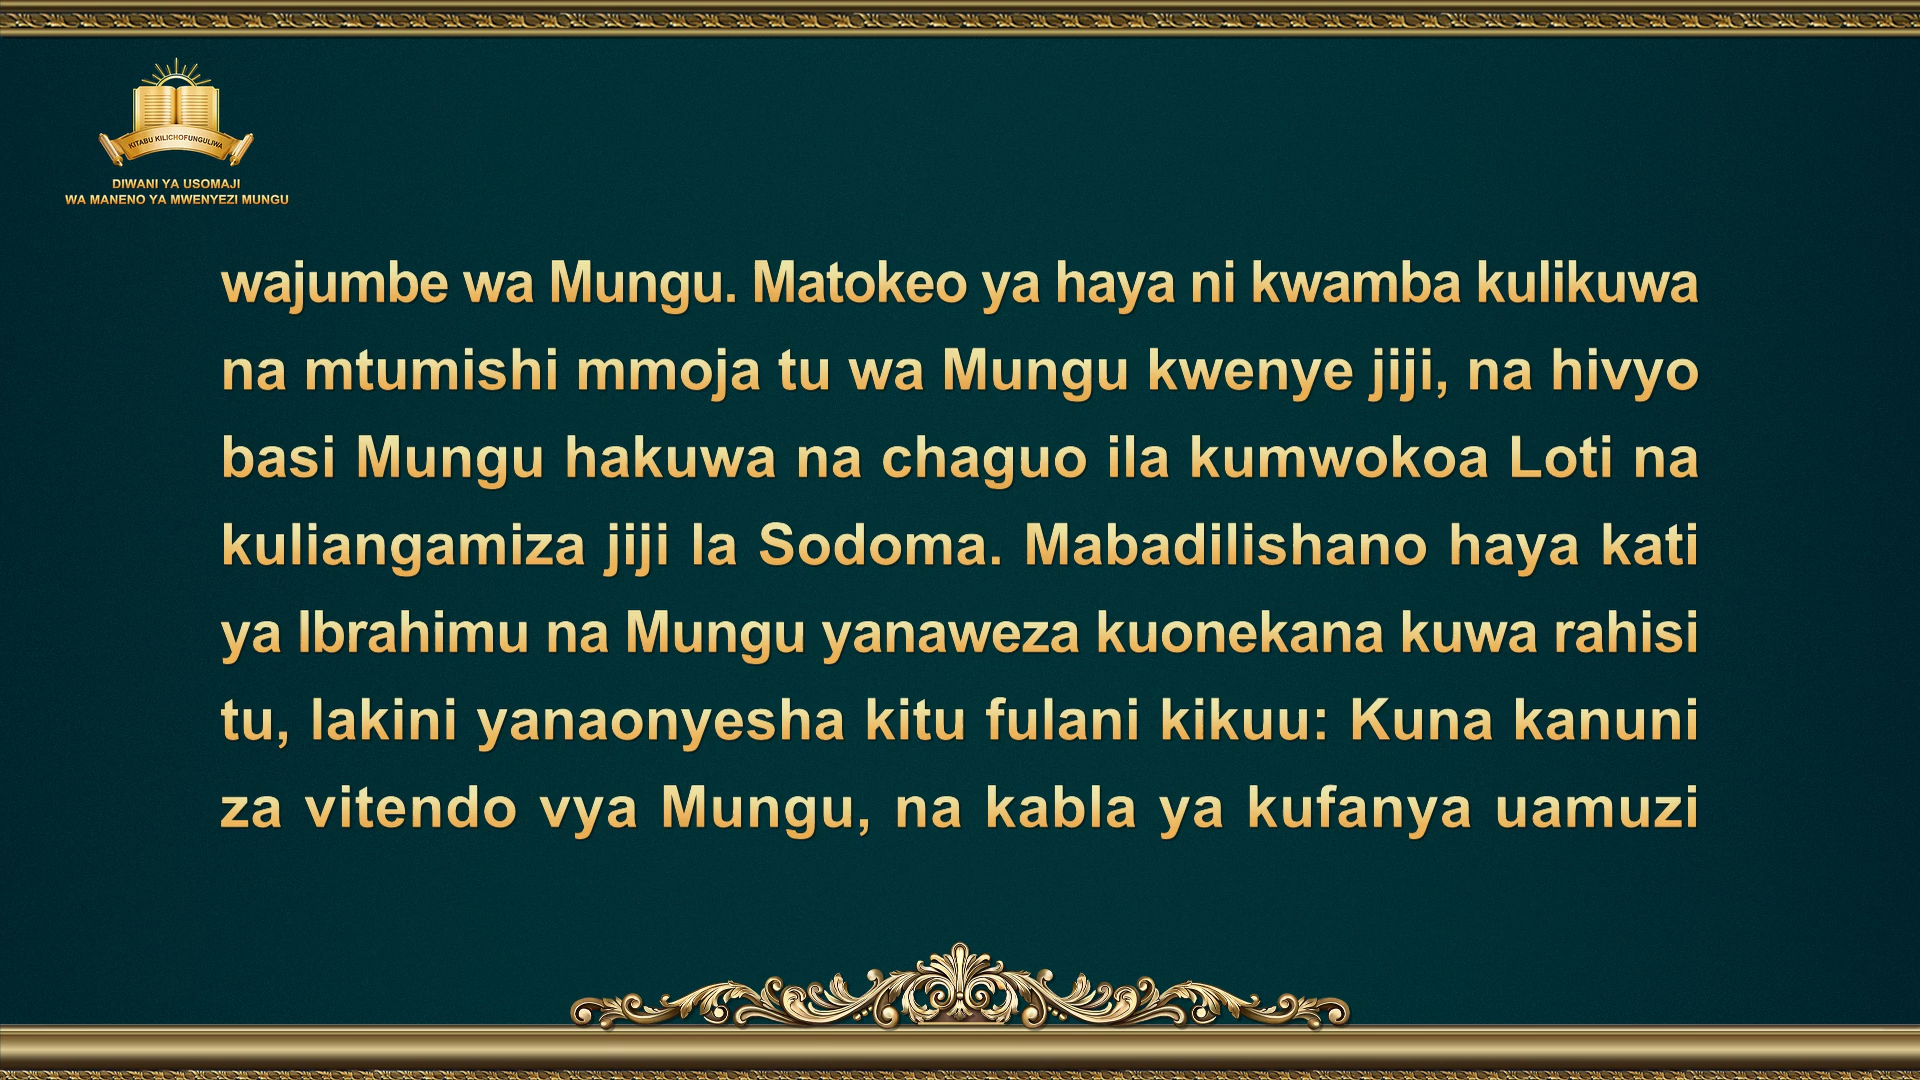 KITABU KILICHOFUNGULIWA
DIWANI YA USOMAJI
WA MANENO YA MWENYEZI MUNGU
wajumbe wa Mungu. Matokeo ya haya ni kwamba kulikuwa
na mtumishi mmoja tu wa Mungu kwenye jiji, na hivyo
basi Mungu hakuwa na chaguo ila kumwokoa Loti na
kuliangamiza jiji la Sodoma. Mabadilishano haya kati
ya Ibrahimu na Mungu yanaweza kuonekana kuwa rahisi
tu, lakini yanaonyesha kitu fulani kikuu: Kuna kanuni
za vitendo vya Mungu, na kabla ya kufanya uamuzi